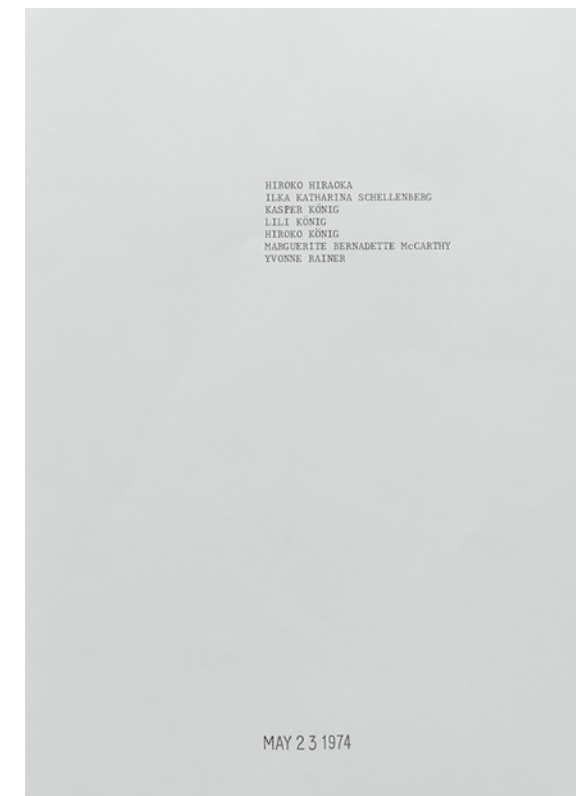 HIROKO HIRAOKA
ILKA KATHARINA SCHELLENBERG
KASPER KÖNIG
LILI KÖNIG
HIROKO KÖNIG
MARGUERITE BERNADETTE McCARTHY
YVONNE RAINER
MAY 23 1974